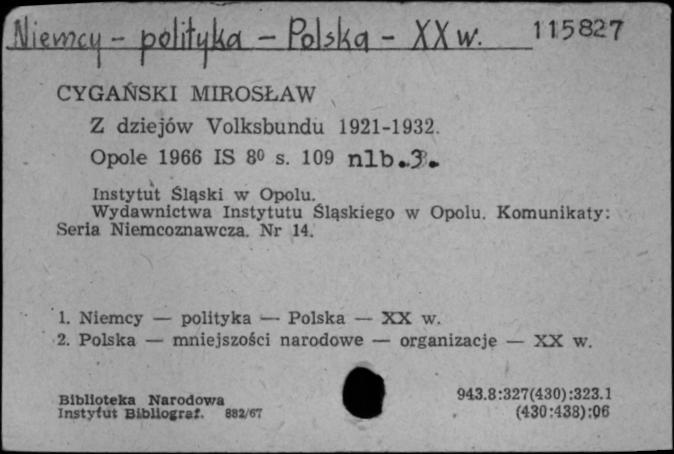 Niemcy - polityka - Polska - XX w. 115827
CYGAŃSKI MIROSŁAW
Z dziejów Volksbundu 1921-1932.
Opole 1966 IS 8⁰ s. 109 nlb.3.
Instytut Śląski w Opolu.
Wydawnictwa Instytutu Śląskiego w Opolu. Komunikaty:
Seria Niemcoznawcza. Nr 14.
1. Niemcy — polityka — Polska — XX w.
2. Polska — mniejszości narodowe — organizacje — XX w.
Biblioteka Narodowa 943.8:327(430):323.1
Instytut Bibliograf. 882/67 (430:438):06